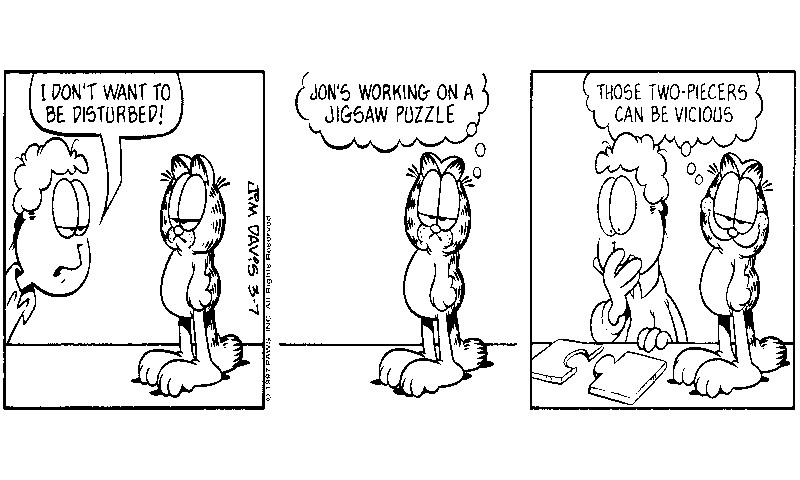 I DON'T WANT TO
BE DISTURBED!
JIM DAVIS 3-7
© 1997 PAWS, INC. All Rights Reserved
JON'S WORKING ON A
JIGSAW PUZZLE
THOSE TWO-PIECERS
CAN BE VICIOUS